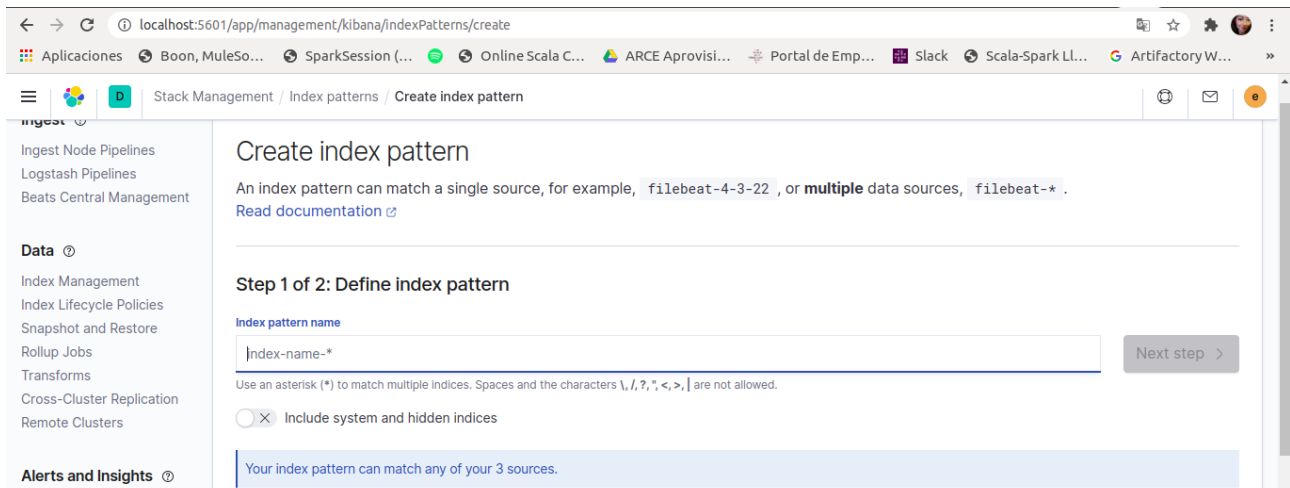 localhost:5601/app/management/kibana/indexPatterns/create
Aplicaciones Boon, MuleSo... SparkSession (... Online Scala C... ARCE Aprovisi... Portal de Emp... Slack Scala-Spark Ll... Artifactory W... »
D Stack Management / Index patterns / Create index pattern e
Ingest
Ingest Node Pipelines
Logstash Pipelines
Beats Central Management
Data
Index Management
Index Lifecycle Policies
Snapshot and Restore
Rollup Jobs
Transforms
Cross-Cluster Replication
Remote Clusters
Alerts and Insights
Create index pattern
An index pattern can match a single source, for example, filebeat-4-3-22 , or multiple data sources, filebeat-* .
Read documentation
Step 1 of 2: Define index pattern
Index pattern name
index-name-*
Next step >
Use an asterisk (*) to match multiple indices. Spaces and the characters \, /, ?, ", <, >, | are not allowed.
Include system and hidden indices
Your index pattern can match any of your 3 sources.